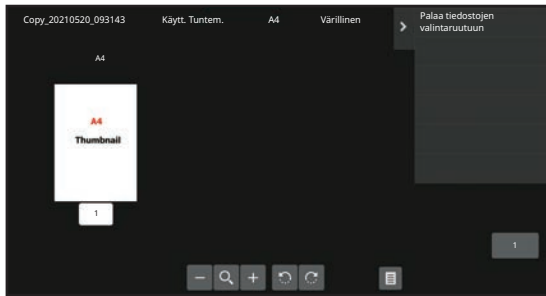 Copy_20210520_093143 Käytt. Tuntem. A4 Värillinen
Palaa tiedostojen
valintaruutuun
A4
A4
Thumbnail
1
1